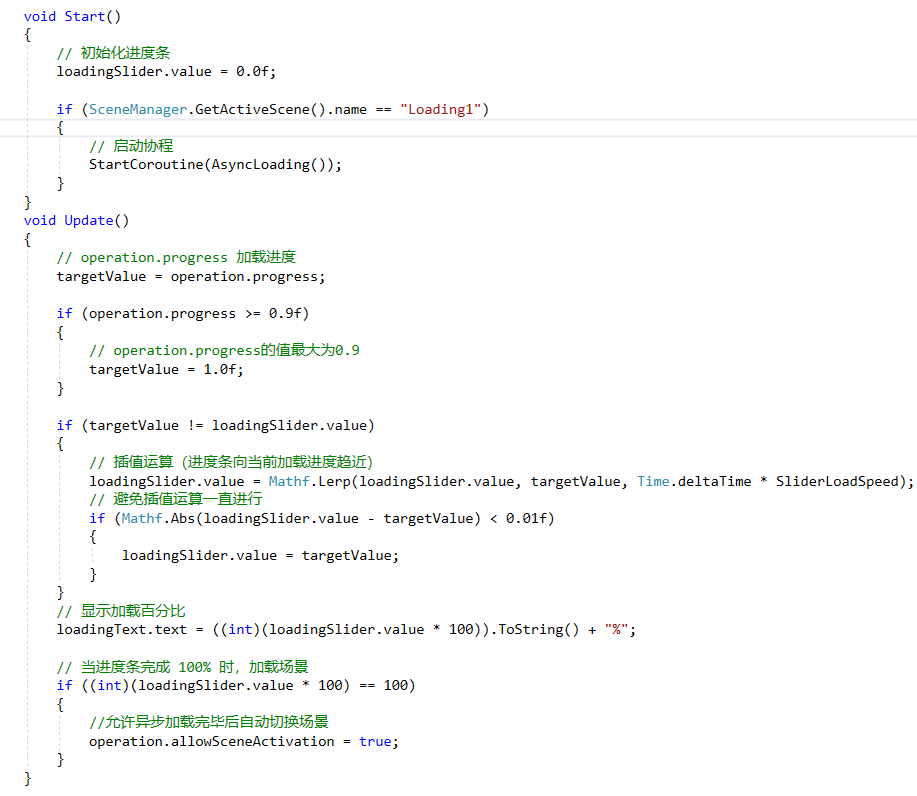 void Start()
{
// 初始化进度条
loadingSlider.value = 0.0f;
if (SceneManager.GetActiveScene().name == "Loading1")
{
// 启动协程
StartCoroutine(AsyncLoading());
}
}
void Update()
{
// operation.progress 加载进度
targetValue = operation.progress;
if (operation.progress >= 0.9f)
{
// operation.progress的值最大为0.9
targetValue = 1.0f;
}
if (targetValue != loadingSlider.value)
{
// 插值运算（进度条向当前加载进度趋近）
loadingSlider.value = Mathf.Lerp(loadingSlider.value, targetValue, Time.deltaTime * SliderLoadSpeed);
// 避免插值运算一直进行
if (Mathf.Abs(loadingSlider.value - targetValue) < 0.01f)
{
loadingSlider.value = targetValue;
}
}
// 显示加载百分比
loadingText.text = ((int)(loadingSlider.value * 100)).ToString() + "%";
// 当进度条完成 100% 时，加载场景
if ((int)(loadingSlider.value * 100) == 100)
{
//允许异步加载完毕后自动切换场景
operation.allowSceneActivation = true;
}
}